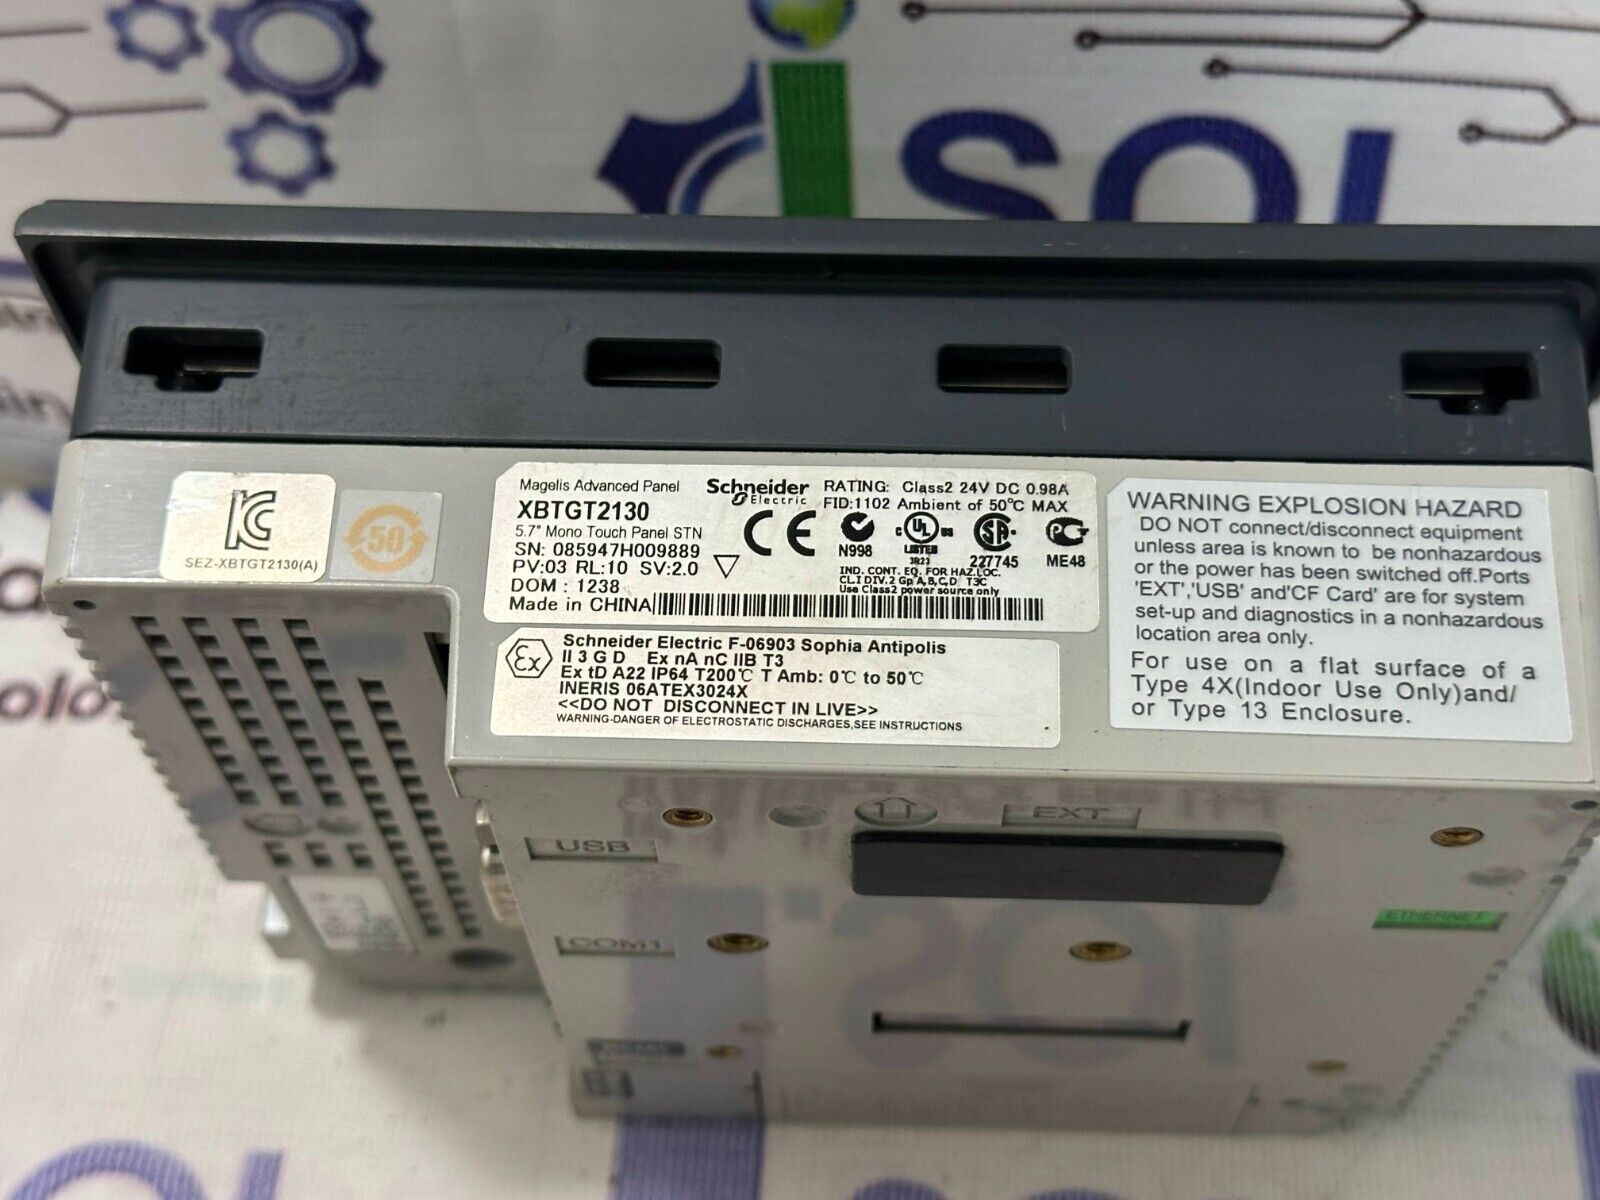 SOL
Magelis Advanced Panel
Schneider Electric
RATING: Class2 24V DC 0.98A
XBTGT2130
FID:1102 Ambient of 50°C MAX
5.7" Mono Touch Panel STN
SN: 085947H009889
PV:03 RL:10 SV:2.0
DOM : 1238
Made in CHINA
CE
N998
C UL US
LISTED
3R23
SA
227745
ME48
IND. CONT. EQ. FOR HAZ.LOC.
CL.I DIV.2 Gp A,B,C,D T3C
Use Class2 power source only
SEZ-XBTGT2130(A)
50
Ex
Schneider Electric F-06903 Sophia Antipolis
II 3 G D Ex nA nC IIB T3
Ex tD A22 IP64 T200℃ T Amb: 0℃ to 50℃
INERIS 06ATEX3024X
<<DO NOT DISCONNECT IN LIVE>>
WARNING-DANGER OF ELECTROSTATIC DISCHARGES,SEE INSTRUCTIONS
WARNING EXPLOSION HAZARD
DO NOT connect/disconnect equipment
unless area is known to be nonhazardous
or the power has been switched off.Ports
'EXT','USB' and'CF Card' are for system
set-up and diagnostics in a nonhazardous
location area only.
For use on a flat surface of a
Type 4X(Indoor Use Only)and/
or Type 13 Enclosure.
EXT
USB
ETHERNET
COM1